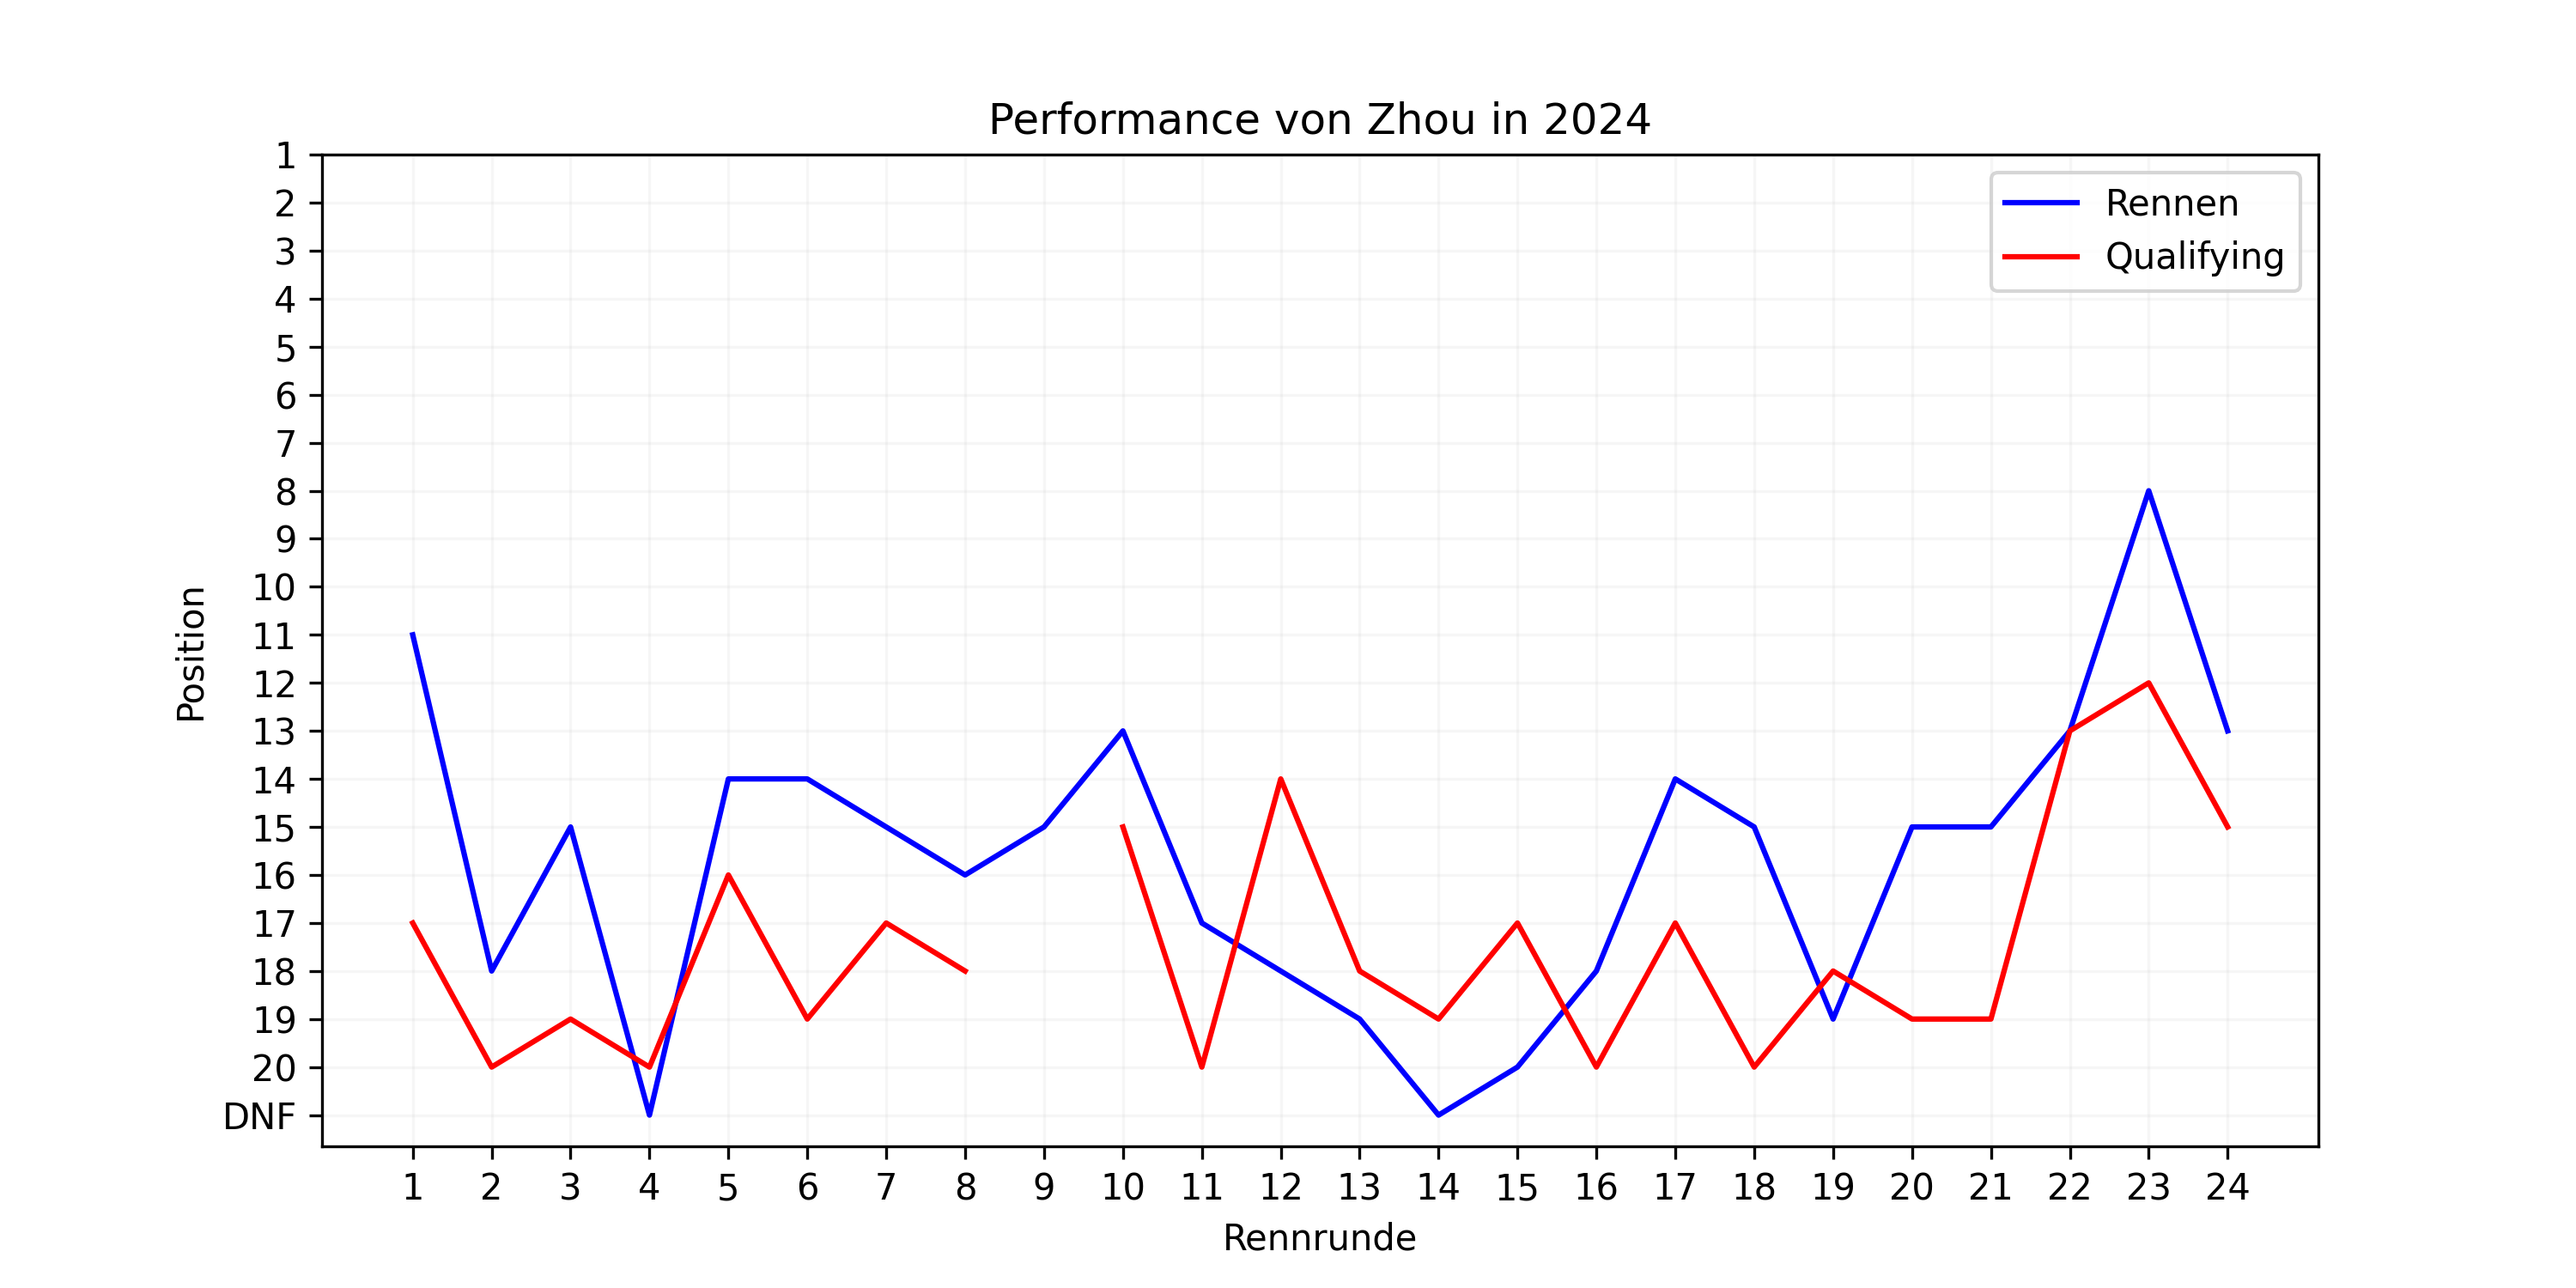 Performance von Zhou in 2024
1
2
3
4
5
6
7
8
9
10
11
12
13
14
15
16
17
18
19
20
DNF
Position
Rennen
Qualifying
1 2 3 4 5 6 7 8 9 10 11 12 13 14 15 16 17 18 19 20 21 22 23 24
Rennrunde